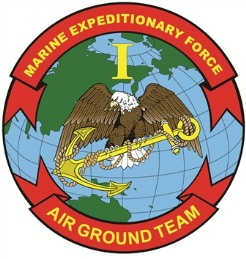 MARINE EXPEDITIONARY FORCE
I
AIR GROUND TEAM